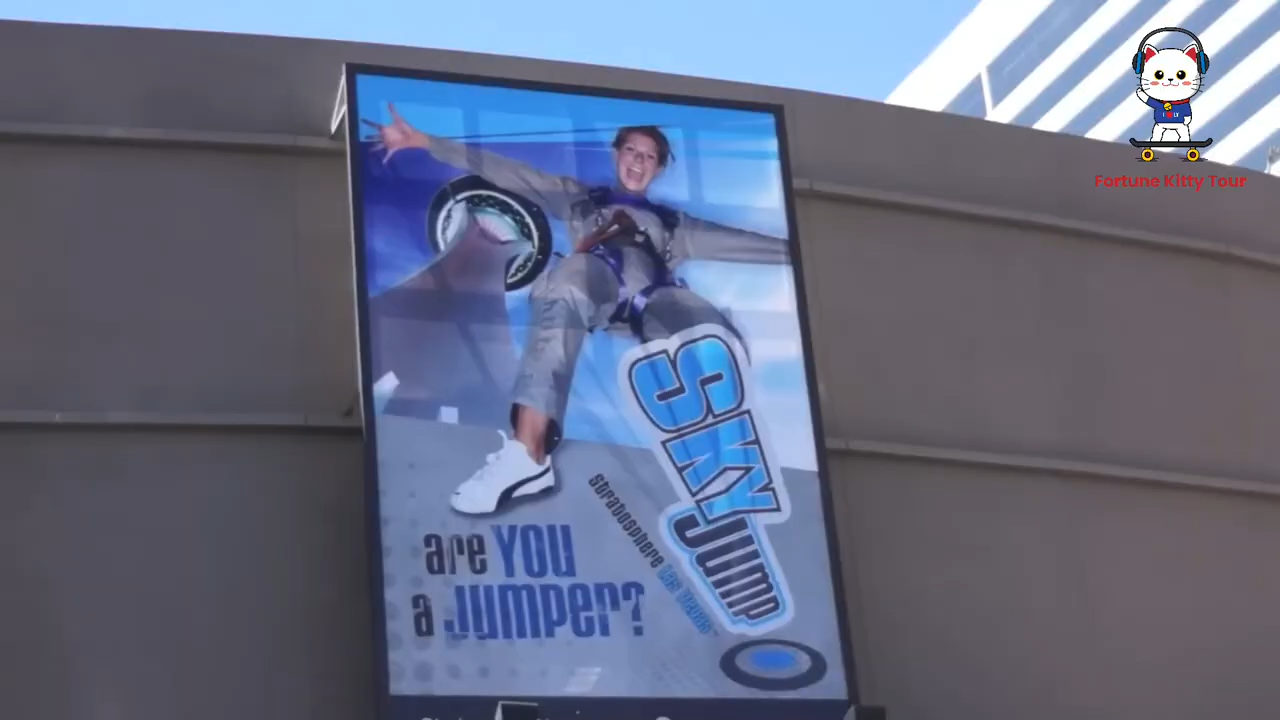 Fortune Kitty Tour
SKY
JUMP
Stratosphere Las Vegas
are YOU
a JUMPER?